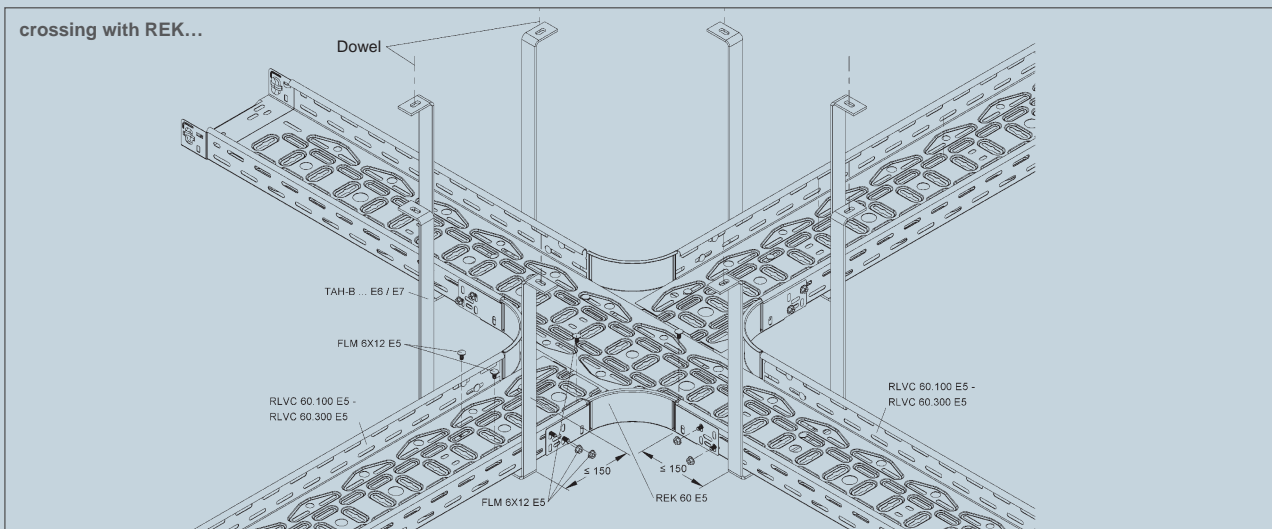 crossing with REK...
Dowel
TAH-B ... E6 / E7
FLM 6X12 E5
RLVC 60.100 E5 -
RLVC 60.300 E5
RLVC 60.100 E5 -
RLVC 60.300 E5
≤ 150
≤ 150
FLM 6X12 E5
REK 60 E5